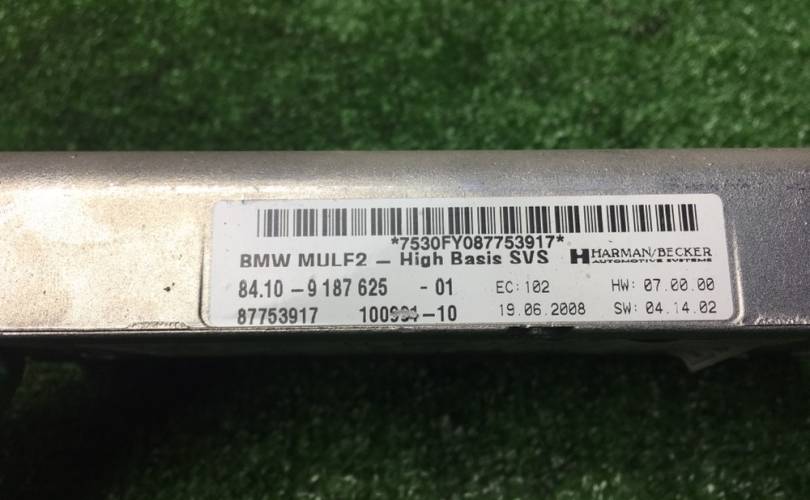 *7530FY087753917*
BMW MULF2 – High Basis SVS
HARMAN/BECKER
AUTOMOTIVE SYSTEMS
84.10 – 9 187 625 - 01 EC: 102 HW: 07.00.00
87753917 19.06.2008 SW: 04.14.02